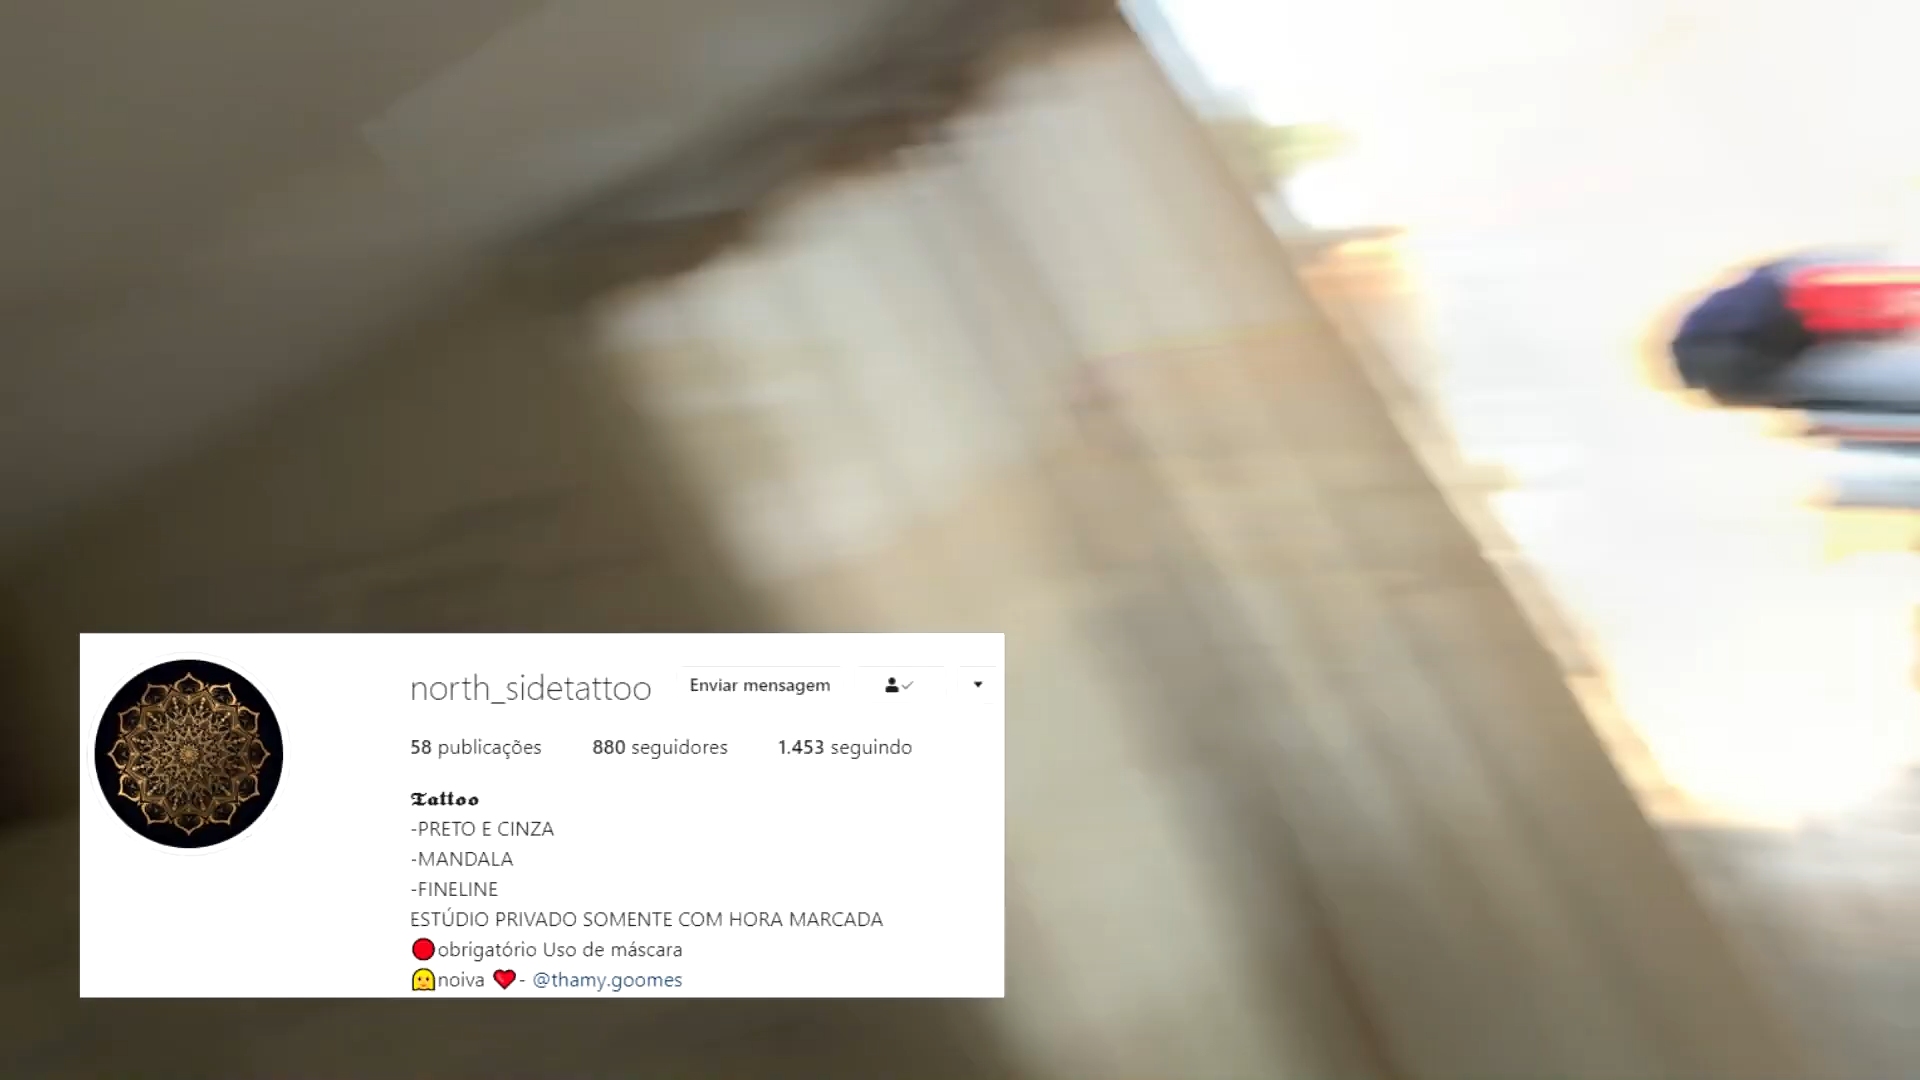 north_sidetattoo Enviar mensagem
58 publicações 880 seguidores 1.453 seguindo
𝕿attoo
-PRETO E CINZA
-MANDALA
-FINELINE
ESTÚDIO PRIVADO SOMENTE COM HORA MARCADA
🔴obrigatório Uso de máscara
👰noiva ❤️- @thamy.goomes